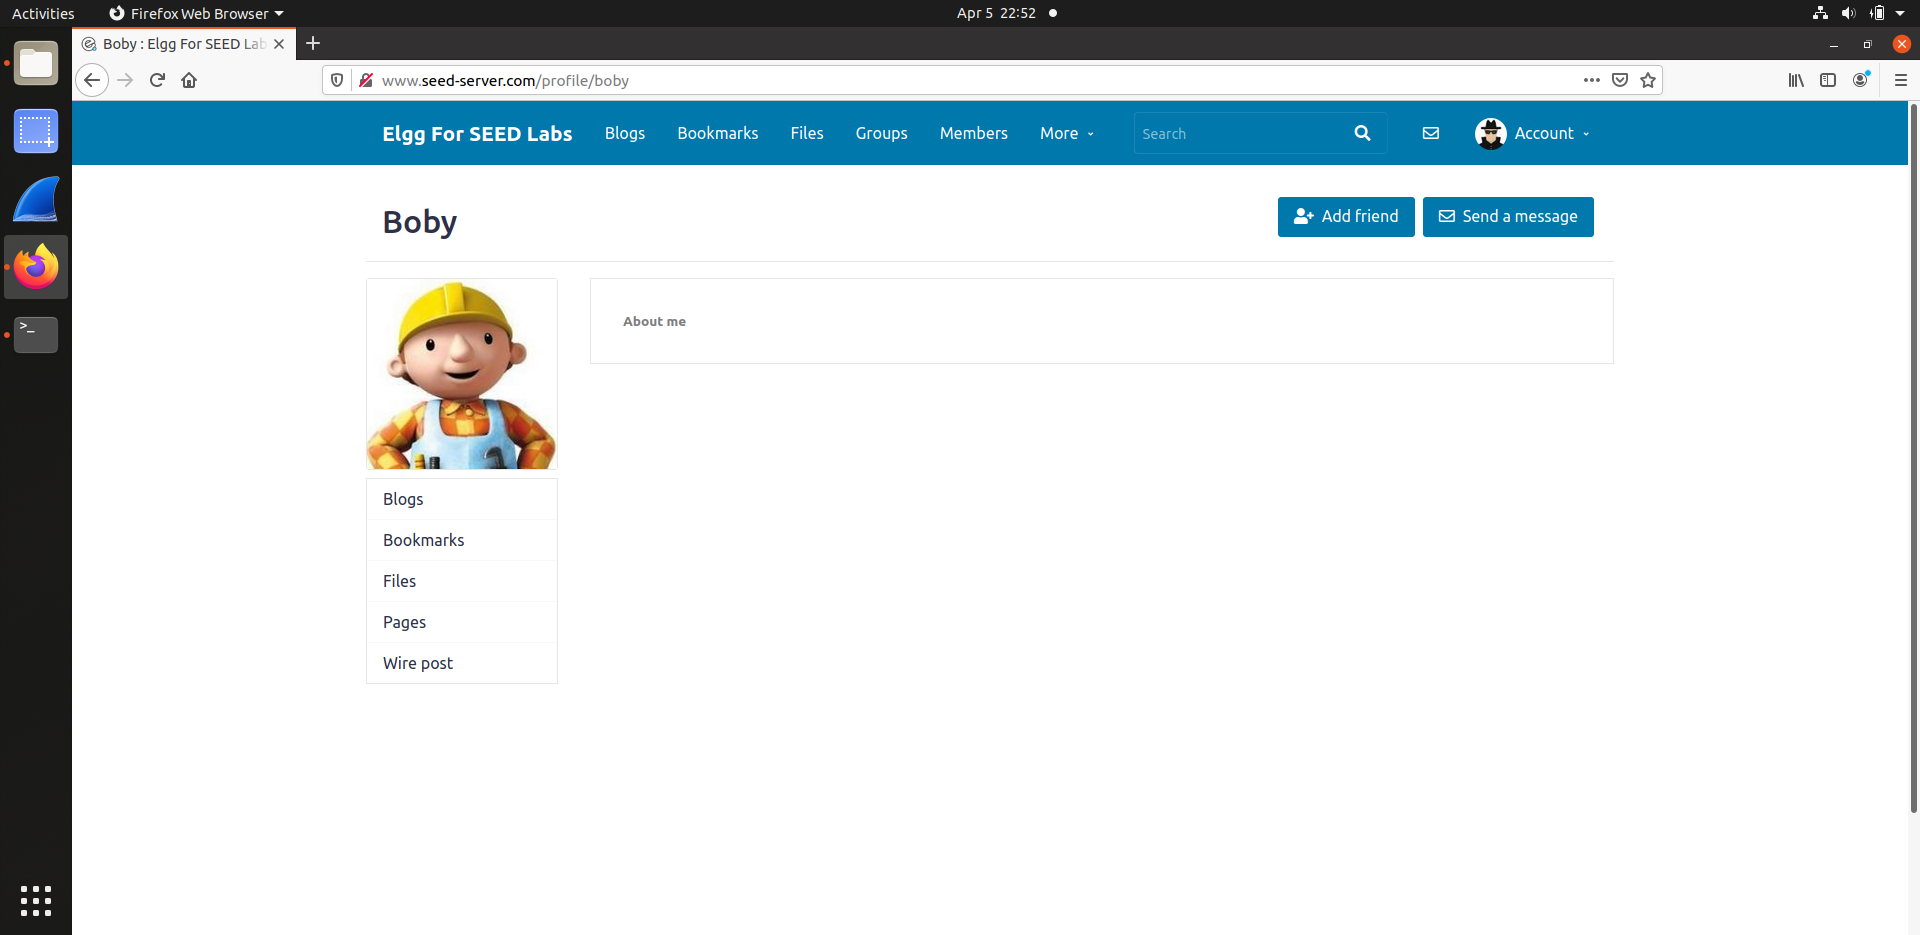 Activities Firefox Web Browser Apr 5 22:52
Boby : Elgg For SEED Lab
www.seed-server.com/profile/boby
Elgg For SEED Labs Blogs Bookmarks Files Groups Members More Search Account
Boby Add friend Send a message
About me
Blogs
Bookmarks
Files
Pages
Wire post